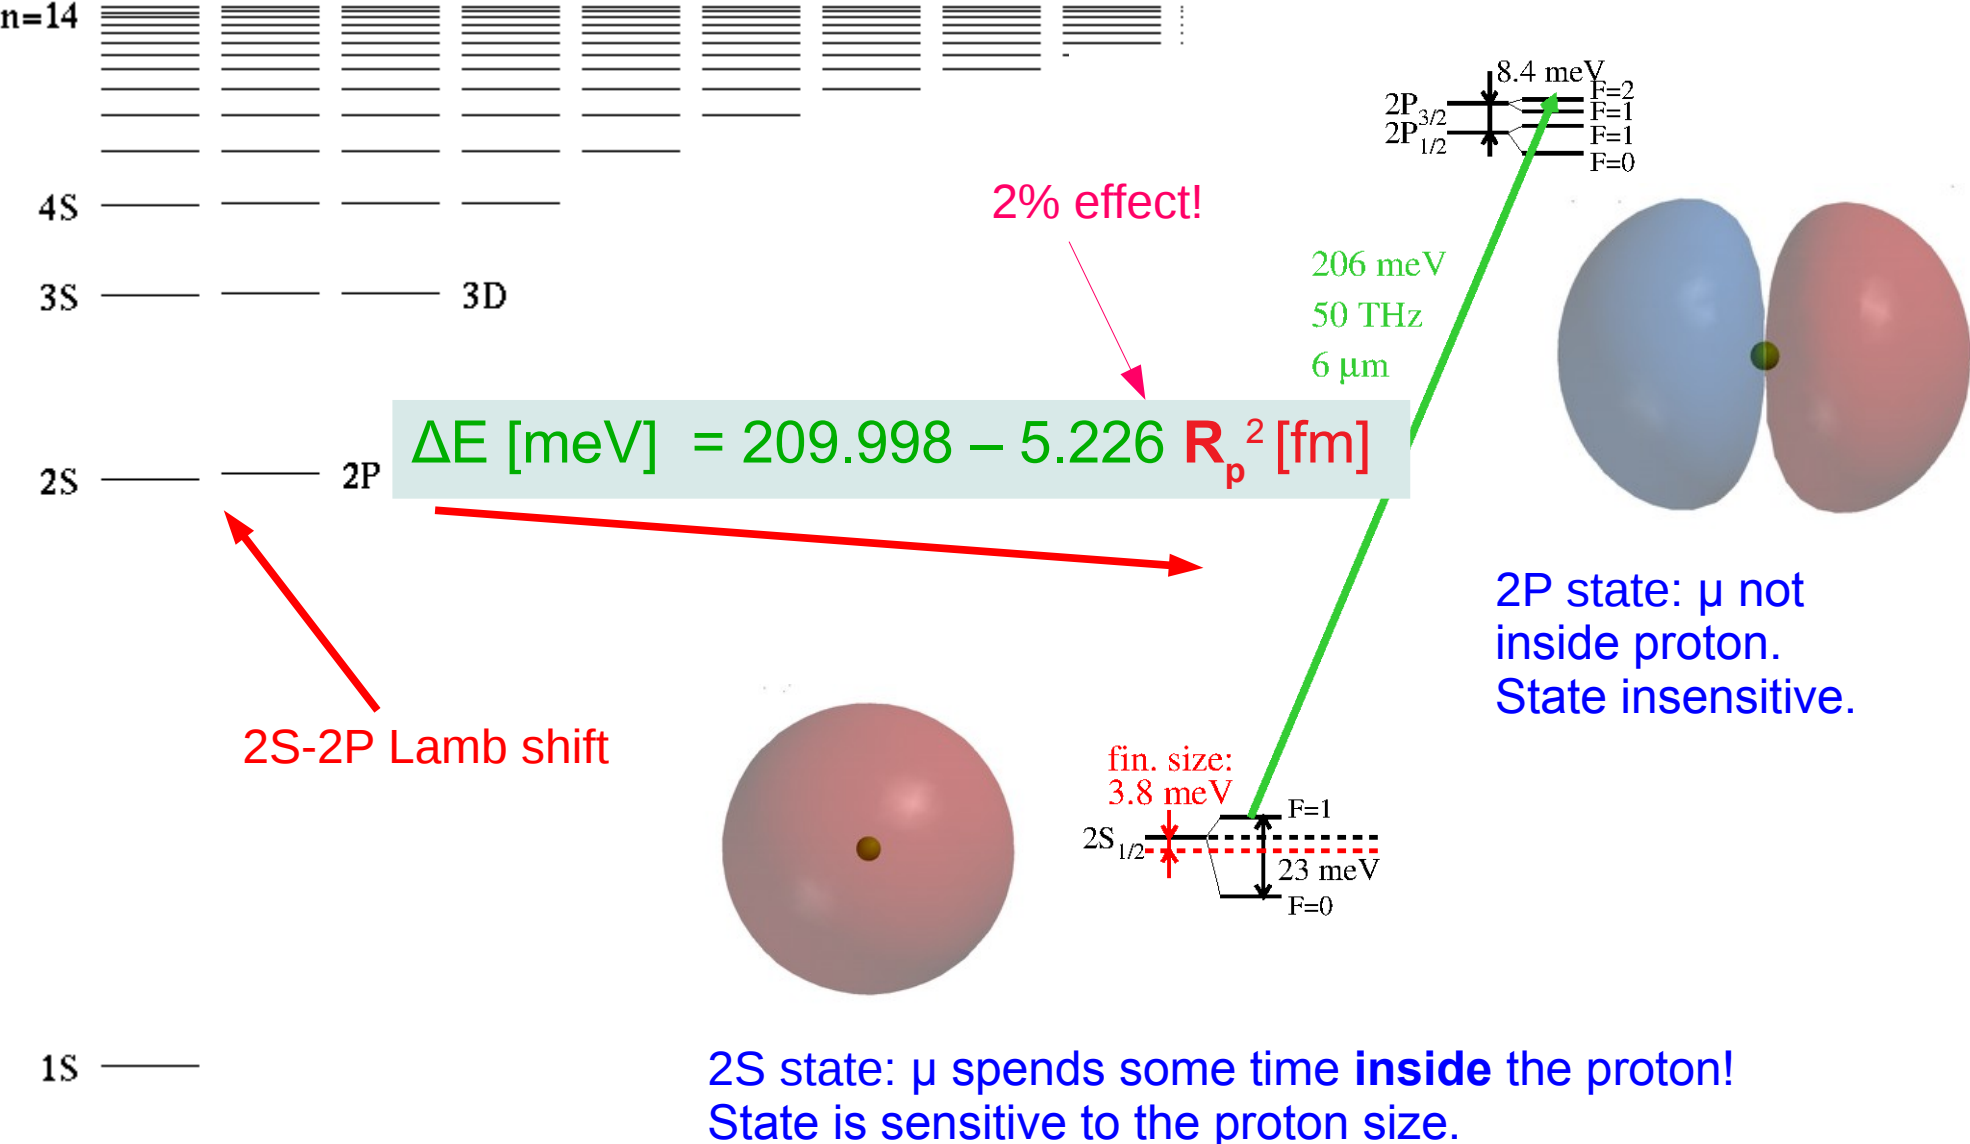 n=14
8.4 meV
2P3/2
F=2
F=1
2P1/2
F=1
F=0
2% effect!
4S
206 meV
3S
3D
50 THz
6 μm
ΔE [meV] = 209.998 – 5.226 Rp² [fm]
2S
2P
2P state: μ not
inside proton.
State insensitive.
2S-2P Lamb shift
fin. size:
3.8 meV
F=1
2S1/2
23 meV
F=0
1S
2S state: μ spends some time inside the proton!
State is sensitive to the proton size.